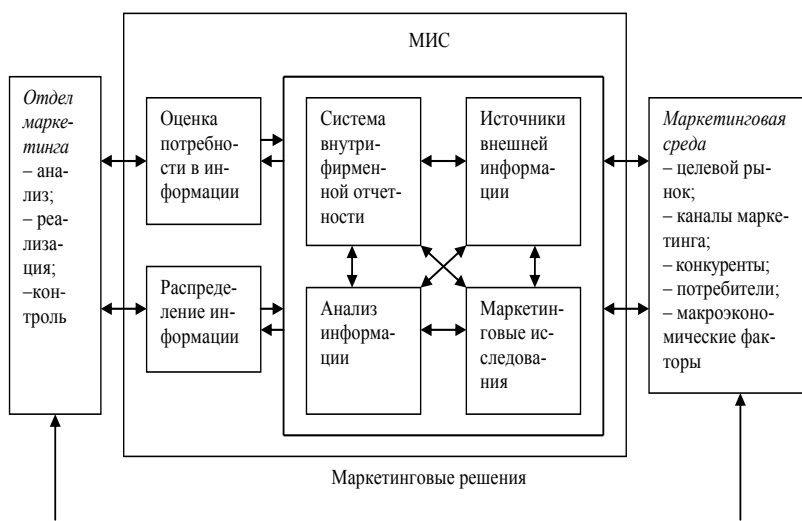 МИС
Отдел
марке-
тинга
– ана-
лиз;
– ре-
ализа-
ция;
–кон-
троль
Оценка
потребно-
сти в ин-
формации
Распреде-
ление ин-
формации
Система
внутри-
фирмен-
ной отчет-
ности
Источники
внешней
информа-
ции
Анализ
информа-
ции
Маркетин-
говые ис-
следова-
ния
Маркетинговая
среда
– целевой ры-
нок;
– каналы марке-
тинга;
– конкуренты;
– потребители;
– макроэконо-
мические фак-
торы
Маркетинговые решения